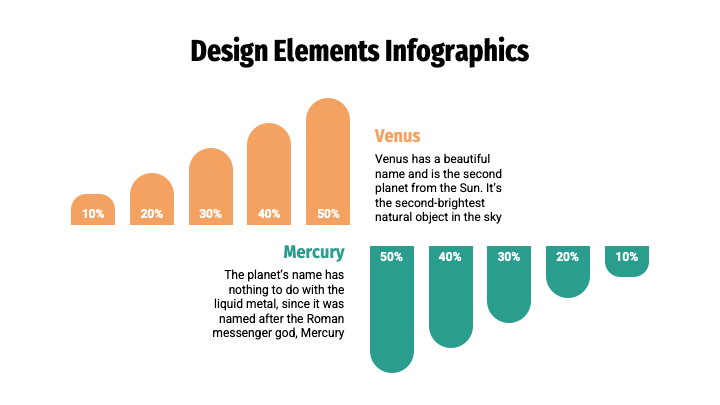 Design Elements Infographics
10% 20% 30% 40% 50%
Venus
Venus has a beautiful
name and is the second
planet from the Sun. It's
the second-brightest
natural object in the sky
Mercury
The planet's name has
nothing to do with the
liquid metal, since it was
named after the Roman
messenger god, Mercury
50% 40% 30% 20% 10%